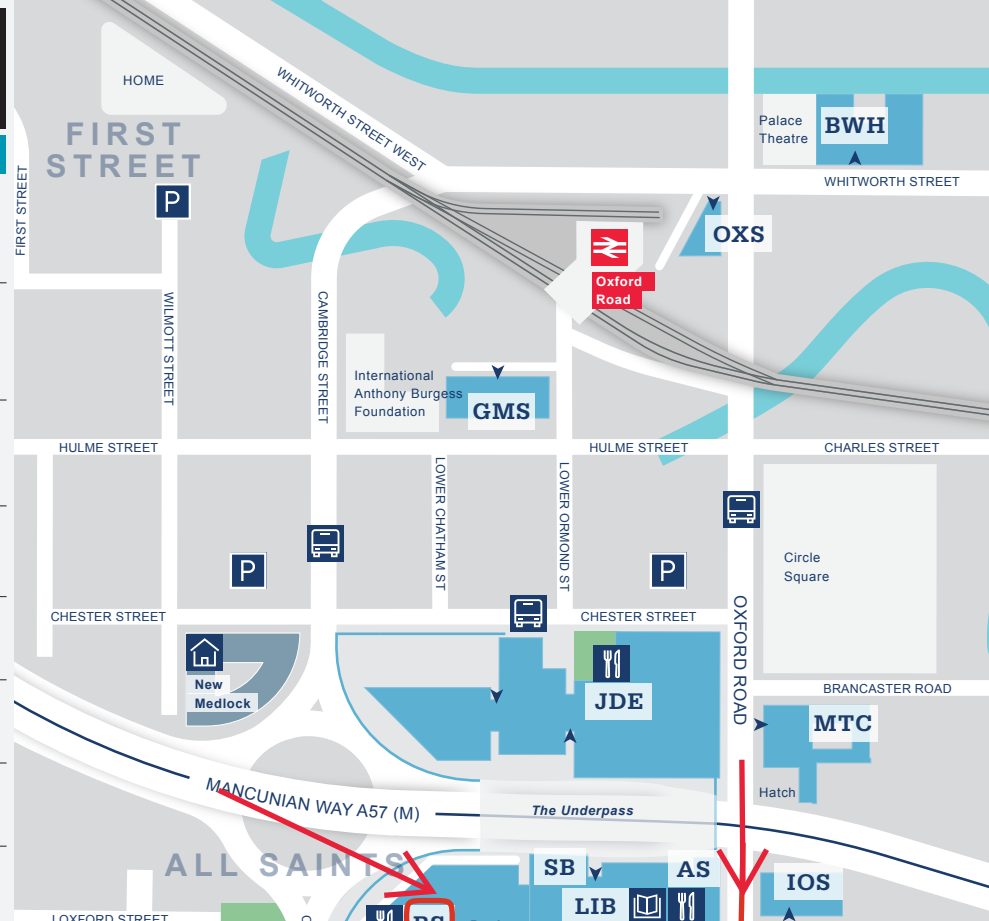 HOME
WHITWORTH STREET WEST
Palace
Theatre
BWH
FIRST
STREET
FIRST STREET
P
WHITWORTH STREET
OXS
Oxford
Road
WILMOTT STREET
CAMBRIDGE STREET
International
Anthony Burgess
Foundation
GMS
HULME STREET
HULME STREET
CHARLES STREET
LOWER CHATHAM ST
LOWER ORMOND ST
P
P
Circle
Square
CHESTER STREET
CHESTER STREET
OXFORD ROAD
New
Medlock
JDE
BRANCASTER ROAD
MTC
Hatch
MANCUNIAN WAY A57 (M)
The Underpass
ALL SAINTS
SB
AS
IOS
LIB
BS
LOXFORD STREET